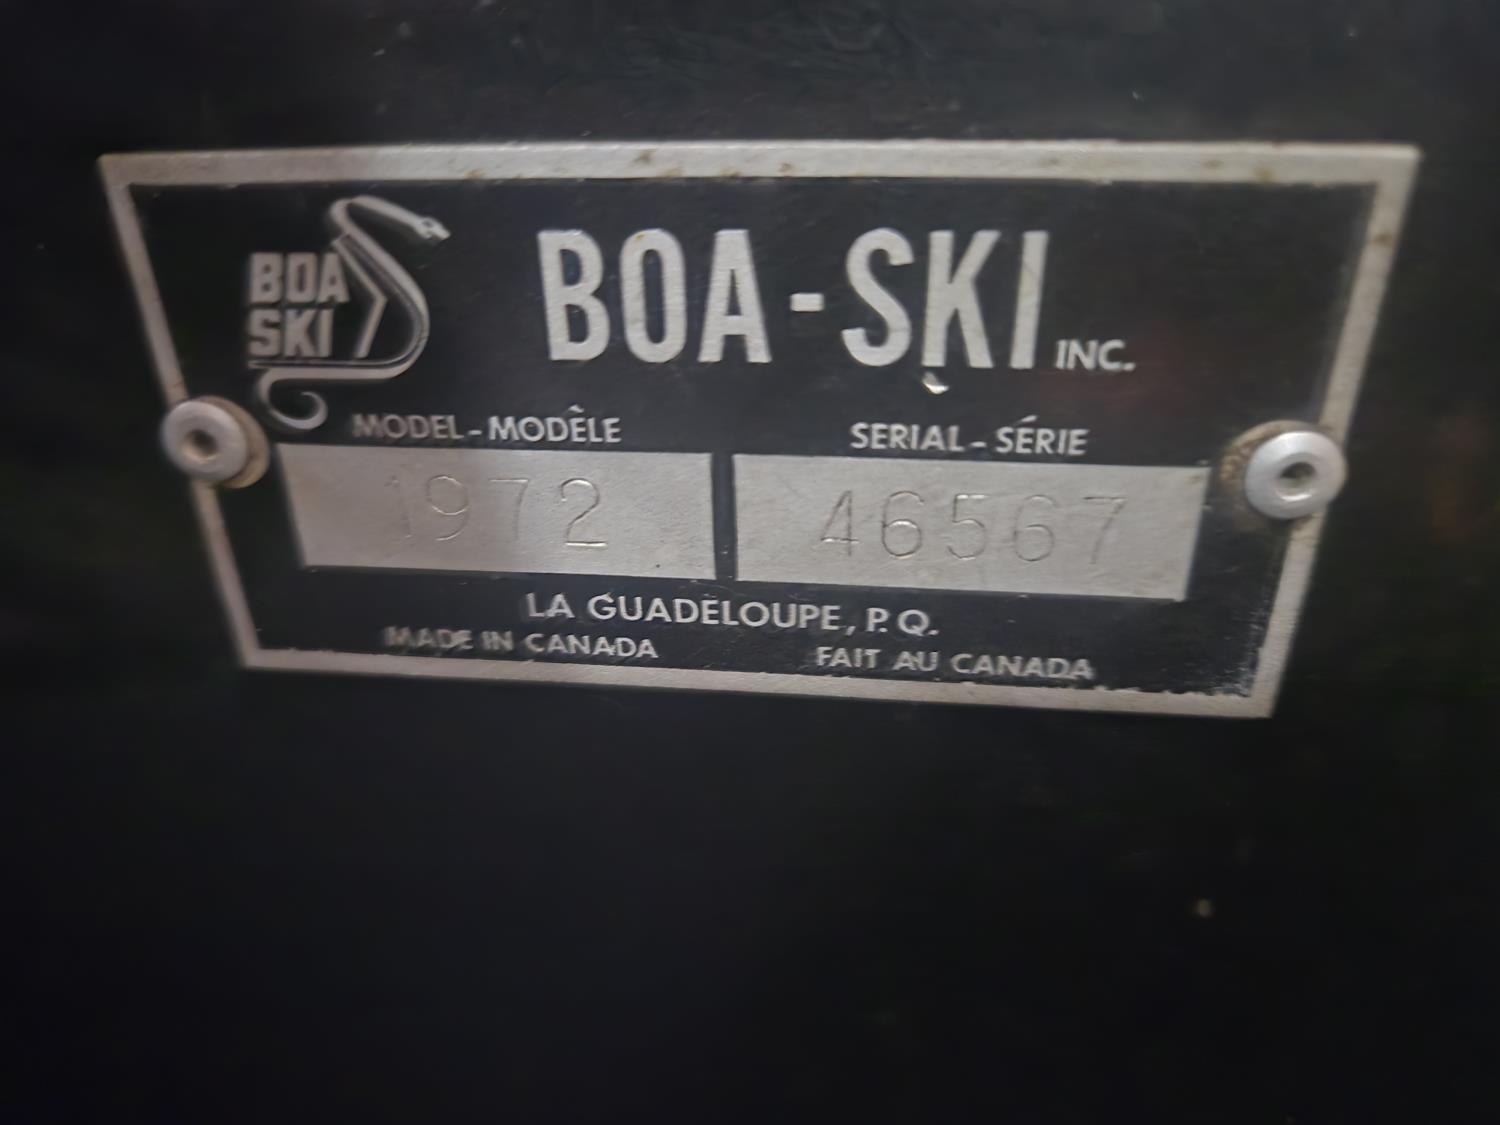 BOA
SKI
BOA-SKI INC.
MODEL-MODÈLE
SERIAL-SÉRIE
1972
46567
LA GUADELOUPE, P.Q.
MADE IN CANADA
FAIT AU CANADA